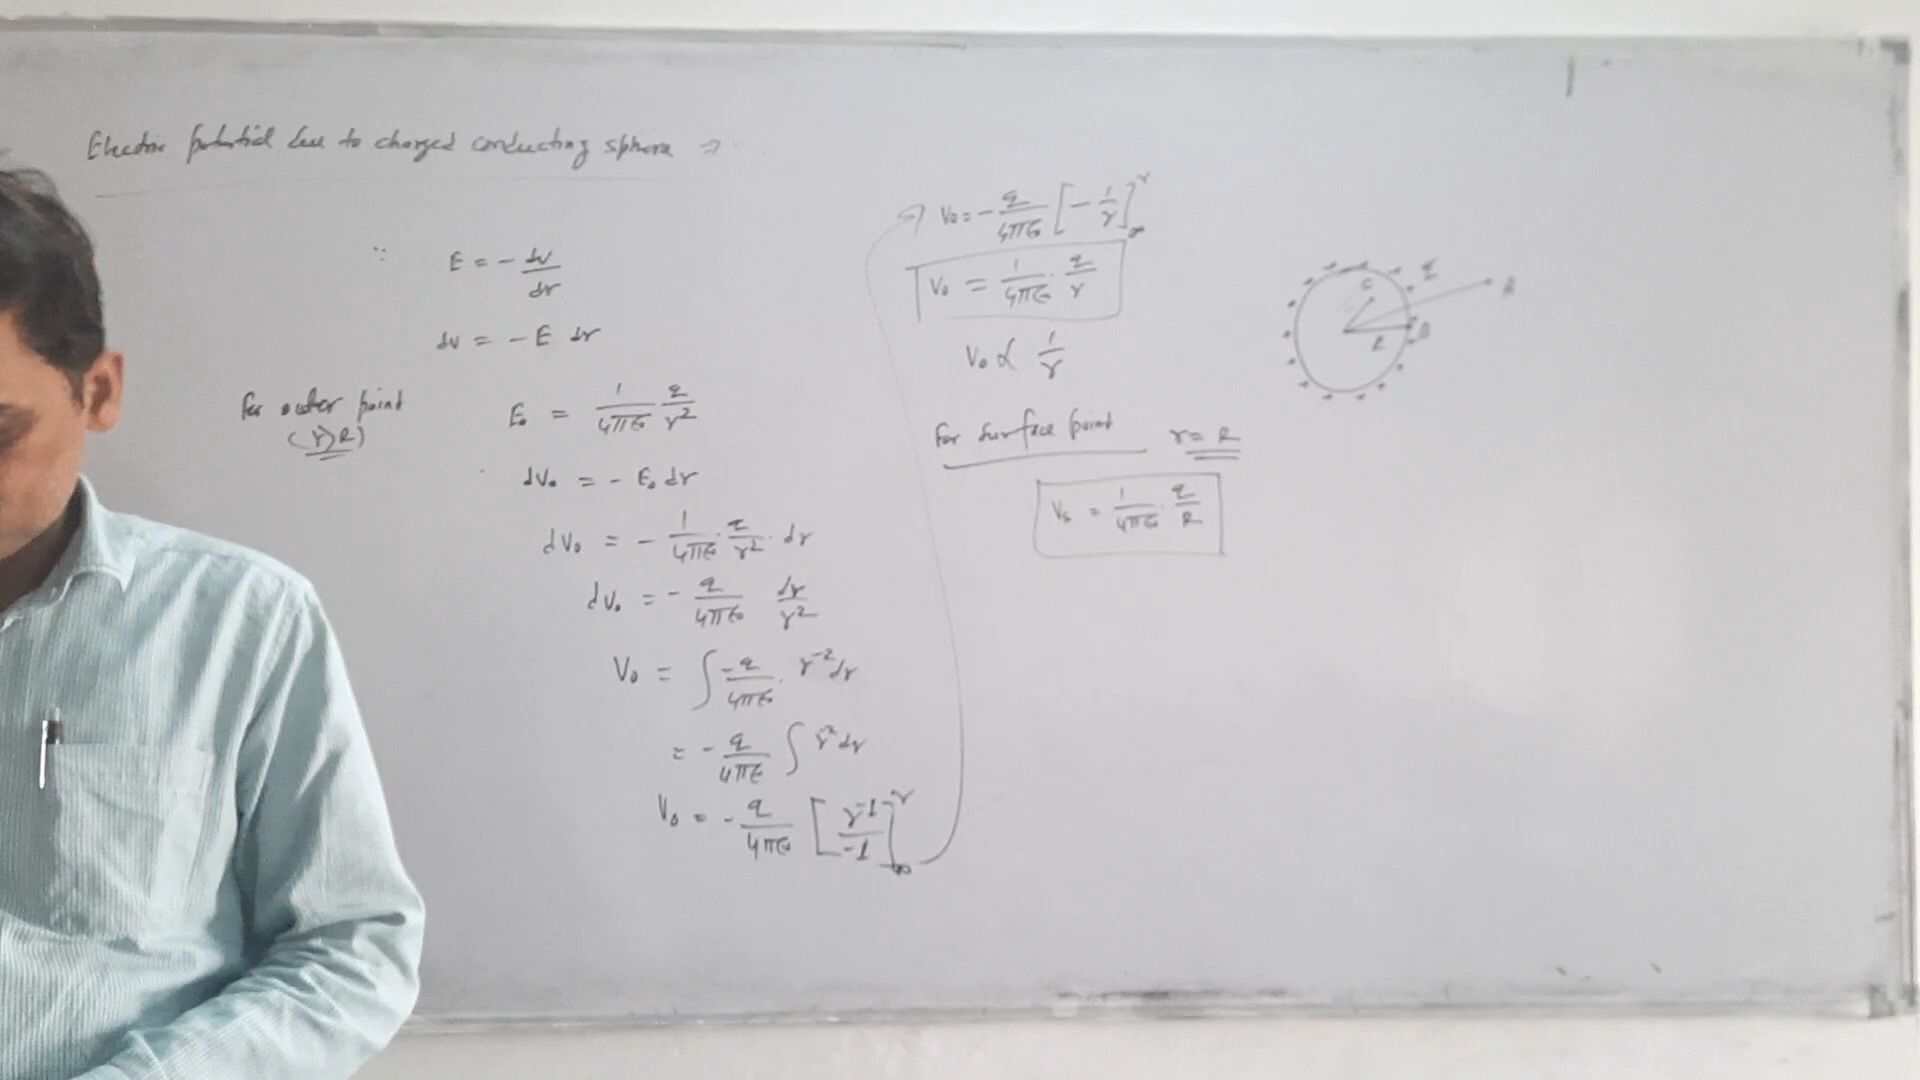 Electric potential due to charged conducting sphere ⇒
∵ E = - dv/dr
dv = - E dr
For outer point
(r>R)
E₀ = 1/4πε₀ q/r²
dV₀ = - E₀ dr
dV₀ = - 1/4πε₀ · q/r² · dr
dV₀ = - q/4πε₀ dr/r²
V₀ = ∫ -q/4πε₀ · r⁻² dr
= - q/4πε₀ ∫ r⁻² dr
V₀ = - q/4πε₀ [r⁻¹/-1]^r_∞
V₀ = - q/4πε₀ [- 1/r]^r_∞
V₀ = 1/4πε₀ · q/r
V₀ ∝ 1/r
For Surface point r = R
Vs = 1/4πε₀ · q/R
q
C
R